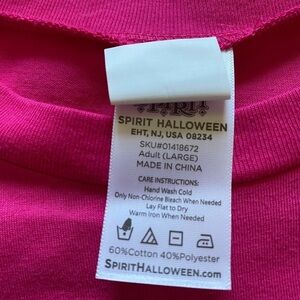 SPIRIT HALLOWEEN
EHT, NJ, USA 08234
SKU#01418672
Adult (LARGE)
MADE IN CHINA
CARE INSTRUCTIONS:
Hand Wash Cold
Only Non-Chlorine Bleach When Needed
Lay Flat to Dry
Warm Iron When Needed
60%Cotton 40%Polyester
SPIRITHALLOWEEN.com